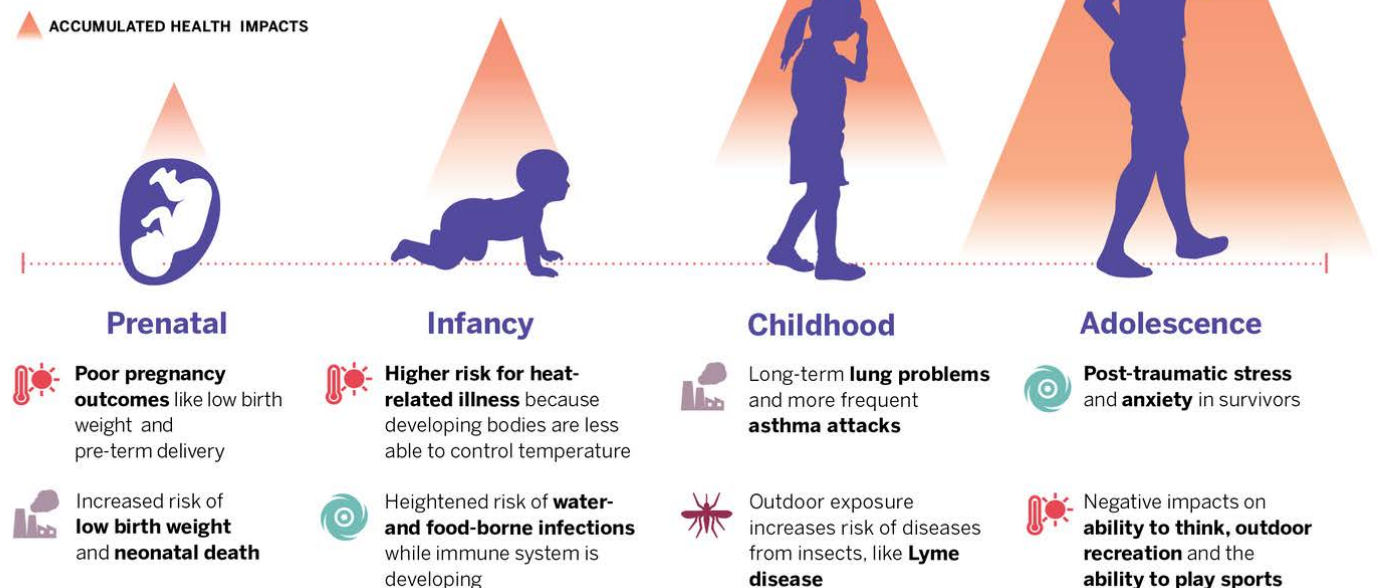 ACCUMULATED HEALTH IMPACTS
Prenatal
Poor pregnancy
outcomes like low birth
weight and
pre-term delivery
Increased risk of
low birth weight
and neonatal death
Infancy
Higher risk for heat-
related illness because
developing bodies are less
able to control temperature
Heightened risk of water-
and food-borne infections
while immune system is
developing
Childhood
Long-term lung problems
and more frequent
asthma attacks
Outdoor exposure
increases risk of diseases
from insects, like Lyme
disease
Adolescence
Post-traumatic stress
and anxiety in survivors
Negative impacts on
ability to think, outdoor
recreation and the
ability to play sports